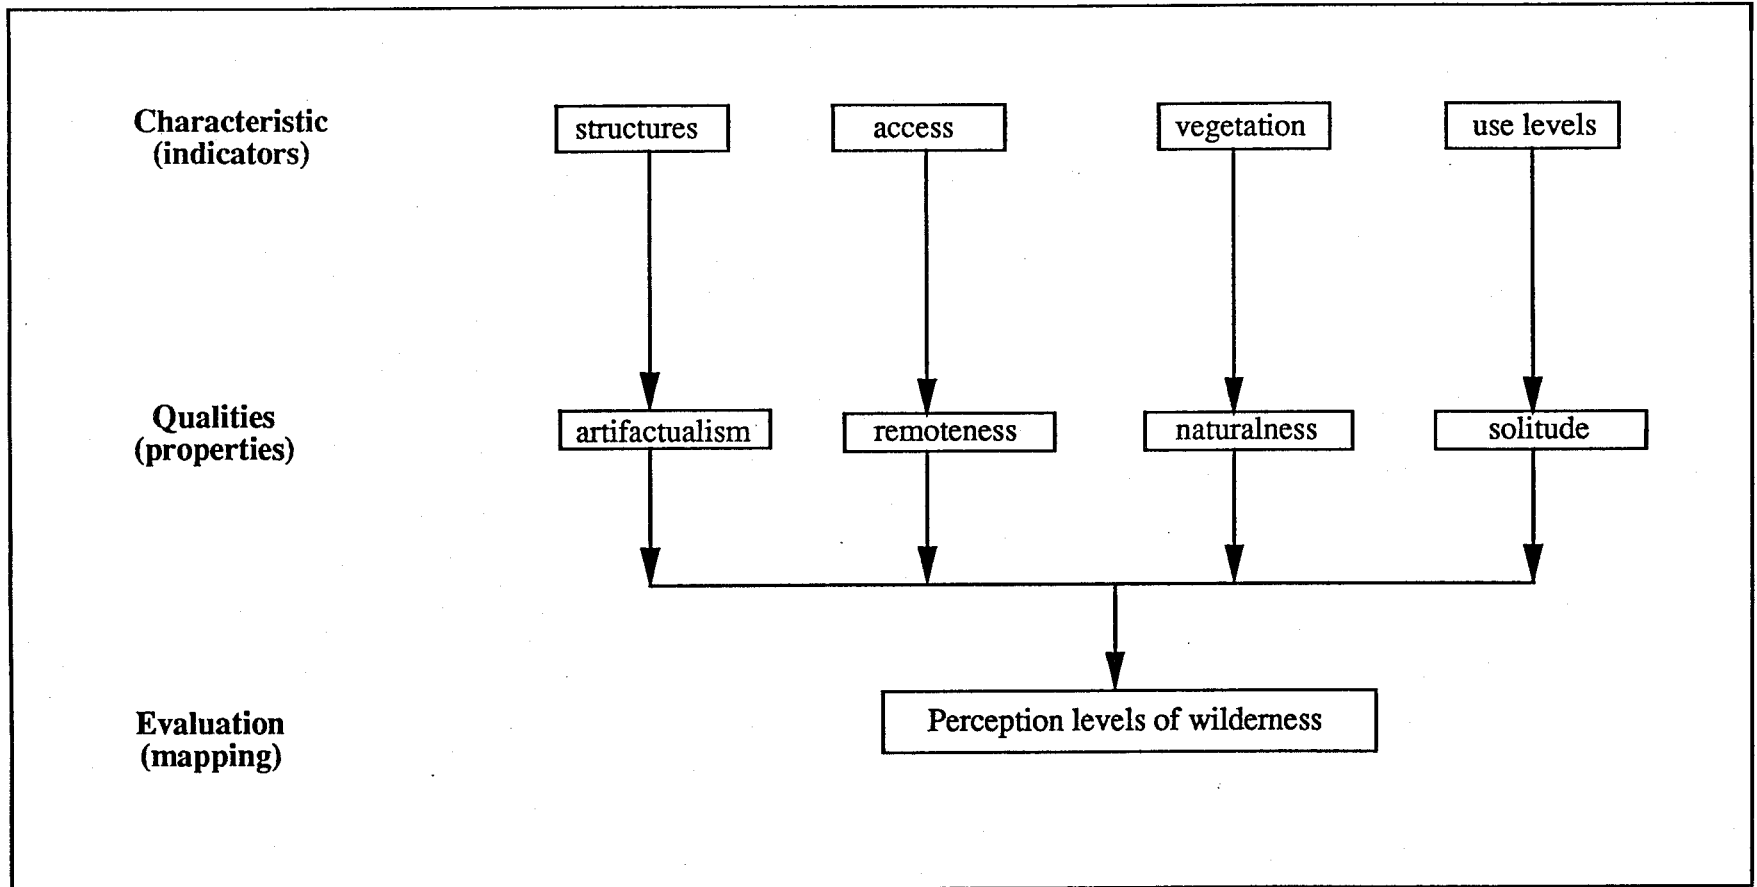 Characteristic
(indicators)
structures
access
vegetation
use levels
Qualities
(properties)
artifactualism
remoteness
naturalness
solitude
Evaluation
(mapping)
Perception levels of wilderness